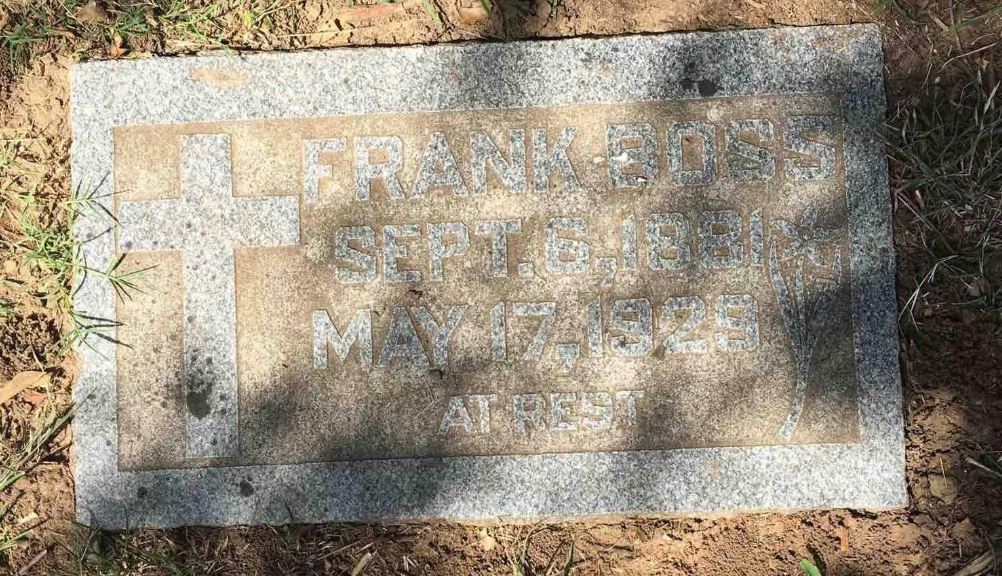 FRANK BOSS
SEPT. 6, 1881
MAY 17, 1929
AT REST